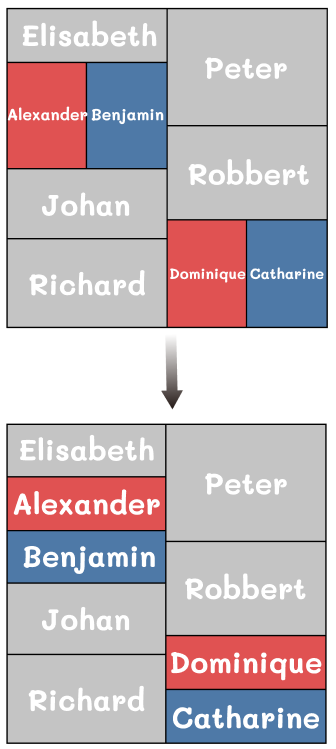 Elisabeth
Peter
Alexander Benjamin
Robbert
Johan
Dominique Catharine
Richard
Elisabeth
Peter
Alexander
Benjamin
Robbert
Johan
Dominique
Richard
Catharine